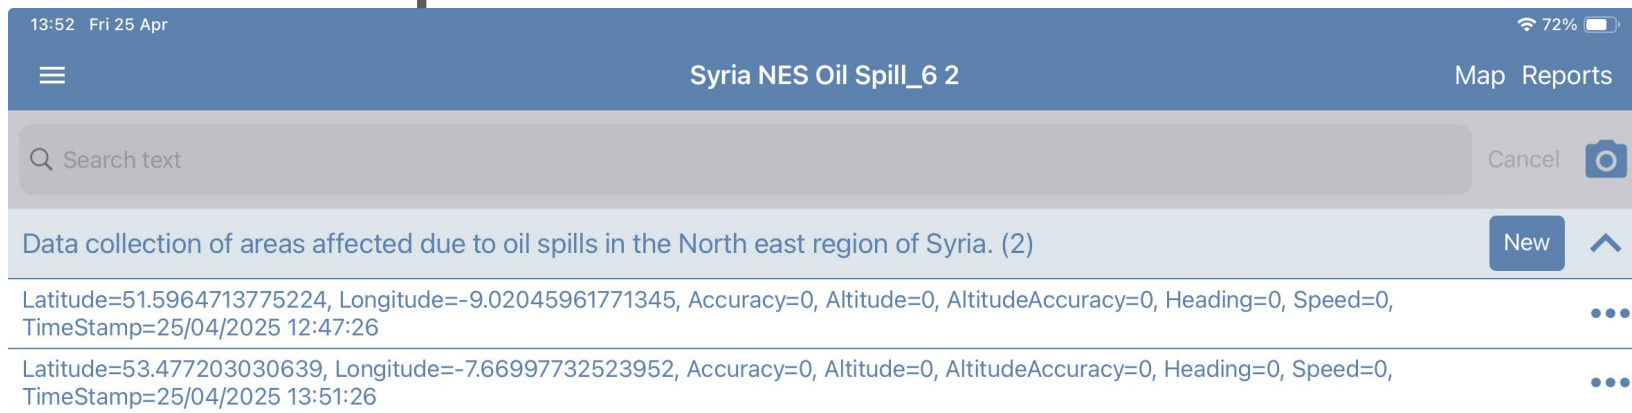 13:52 Fri 25 Apr 72%
Syria NES Oil Spill_6 2 Map Reports
Search text Cancel
Data collection of areas affected due to oil spills in the North east region of Syria. (2) New
Latitude=51.5964713775224, Longitude=-9.02045961771345, Accuracy=0, Altitude=0, AltitudeAccuracy=0, Heading=0, Speed=0,
TimeStamp=25/04/2025 12:47:26
Latitude=53.477203030639, Longitude=-7.66997732523952, Accuracy=0, Altitude=0, AltitudeAccuracy=0, Heading=0, Speed=0,
TimeStamp=25/04/2025 13:51:26